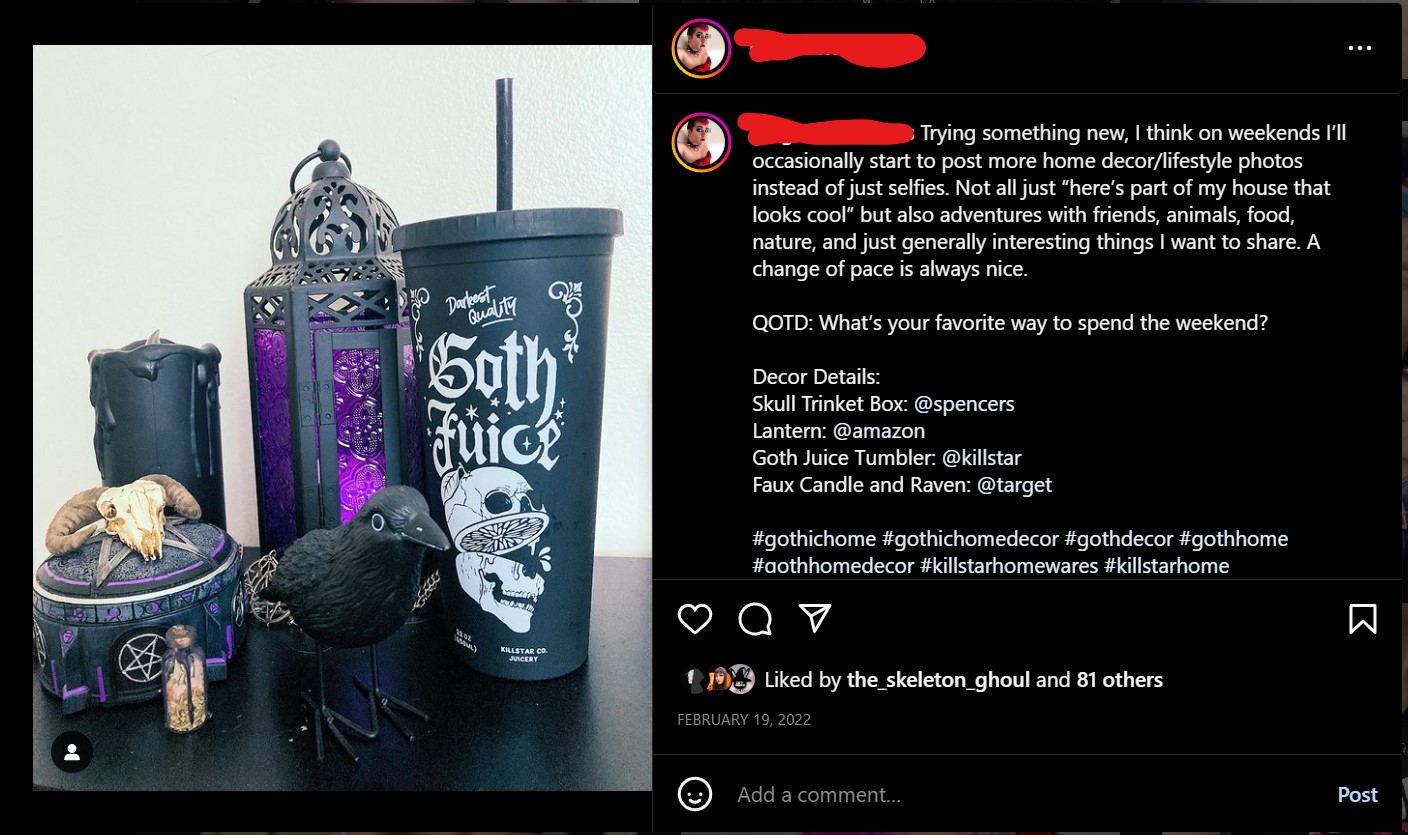 Darkest
Quality
Goth
Juice
KILLSTAR CO.
JUICERY
Trying something new, I think on weekends I’ll
occasionally start to post more home decor/lifestyle photos
instead of just selfies. Not all just “here’s part of my house that
looks cool” but also adventures with friends, animals, food,
nature, and just generally interesting things I want to share. A
change of pace is always nice.
QOTD: What’s your favorite way to spend the weekend?
Decor Details:
Skull Trinket Box: @spencers
Lantern: @amazon
Goth Juice Tumbler: @killstar
Faux Candle and Raven: @target
#gothichome #gothichomedecor #gothdecor #gothhome
#gothhomedecor #killstarhomewares #killstarhome
Liked by the_skeleton_ghoul and 81 others
FEBRUARY 19, 2022
Add a comment...
Post